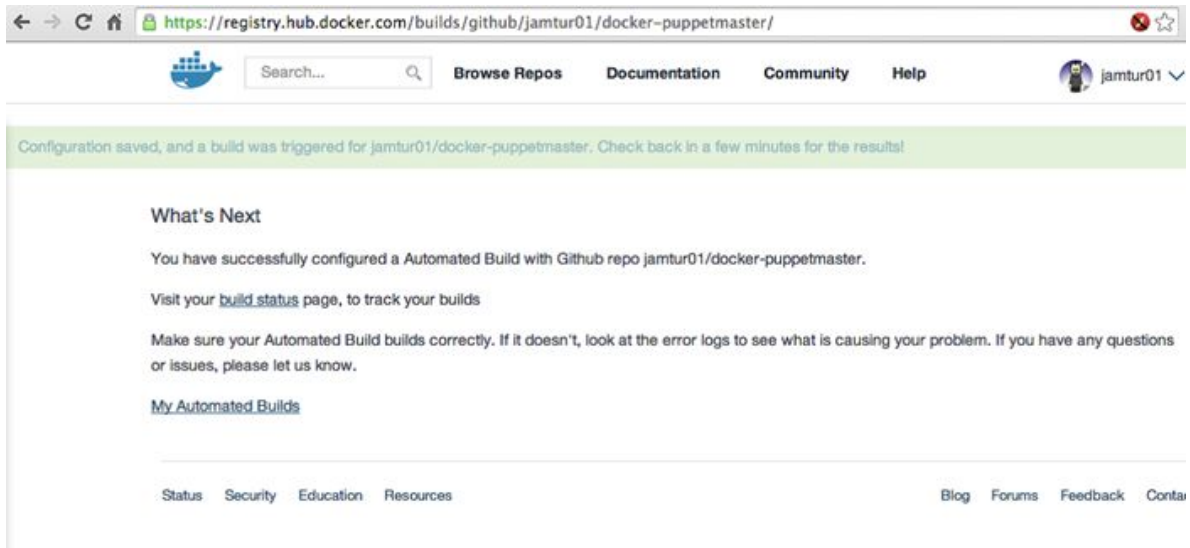 https://registry.hub.docker.com/builds/github/jamtur01/docker-puppetmaster/
Search... Browse Repos Documentation Community Help jamtur01
Configuration saved, and a build was triggered for jamtur01/docker-puppetmaster. Check back in a few minutes for the results!
What's Next
You have successfully configured a Automated Build with Github repo jamtur01/docker-puppetmaster.
Visit your build status page, to track your builds
Make sure your Automated Build builds correctly. If it doesn't, look at the error logs to see what is causing your problem. If you have any questions
or issues, please let us know.
My Automated Builds
Status Security Education Resources Blog Forums Feedback Conta